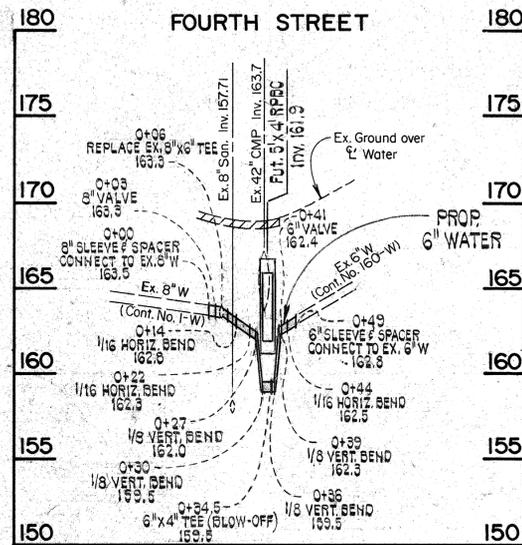 FOURTH STREET
180
180
175
175
170
170
165
165
160
160
155
155
150
150
Ex. 8" San. Inv. 157.71
Ex. 42" CMP Inv. 163.7
Fut. 5'X4' RPBC
Inv. 161.9
0+06
REPLACE EX. 8"x6" TEE
163.3
0+03
8" VALVE
163.3
0+00
8" SLEEVE & SPACER
CONNECT TO EX. 8" W
163.5
Ex. 8" W
(Cont. No. 1-W)
0+14
1/16 HORIZ. BEND
162.8
0+22
1/16 HORIZ. BEND
162.3
0+27
1/8 VERT. BEND
162.0
0+30
1/8 VERT. BEND
159.5
0+34.5
6"X4" TEE (BLOW-OFF)
159.5
Ex. Ground over
℄ Water
0+41
6" VALVE
162.4
PROP.
6" WATER
Ex. 6" W
(Cont. No. 160-W)
0+49
6" SLEEVE & SPACER
CONNECT TO EX. 6" W
162.8
0+44
1/16 HORIZ. BEND
162.5
0+39
1/8 VERT. BEND
162.3
0+36
1/8 VERT. BEND
159.5